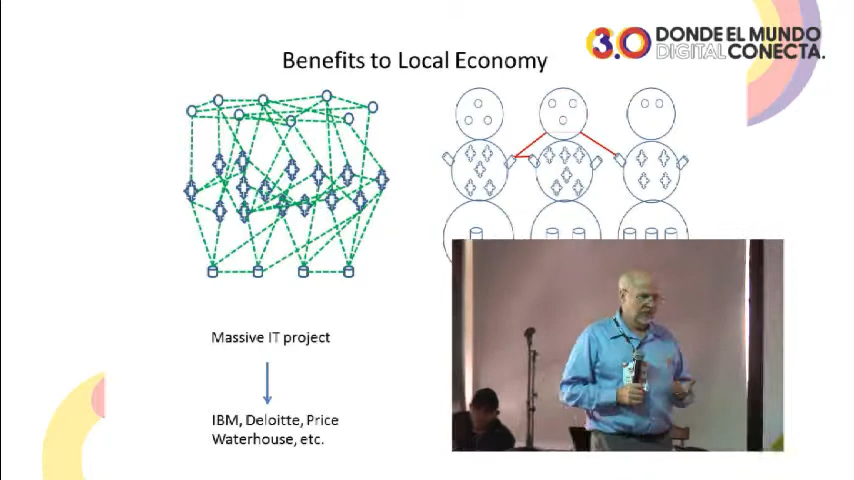 Benefits to Local Economy
3.0 DONDE EL MUNDO
DIGITAL CONECTA.
Massive IT project
IBM, Deloitte, Price
Waterhouse, etc.